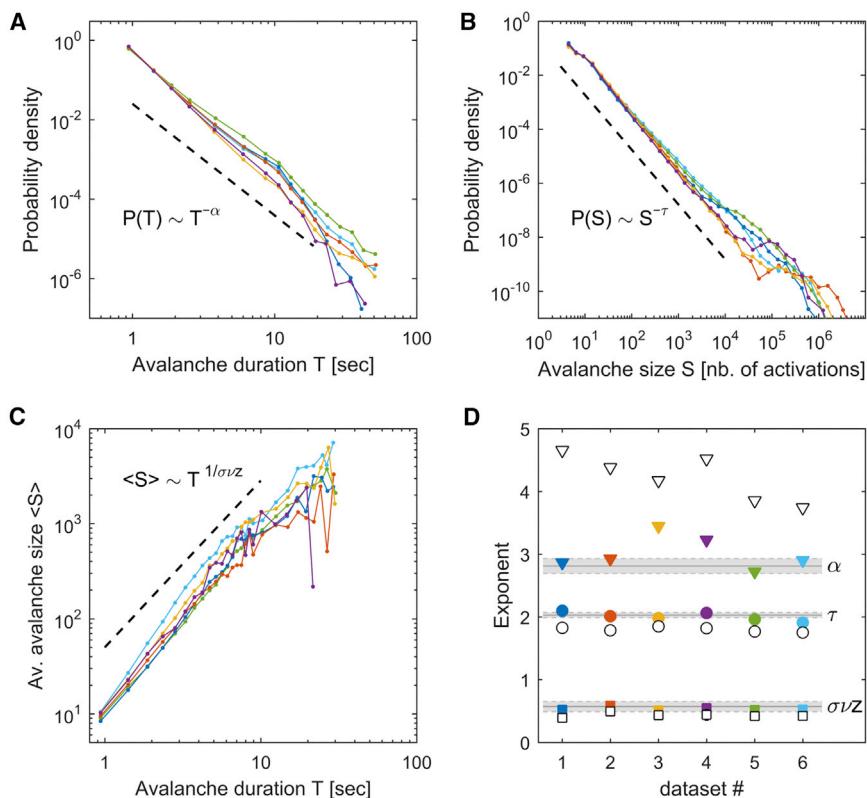 A
10^0
10^-2
10^-4
10^-6
Probability density
P(T) ∼ T^-α
1
10
100
Avalanche duration T [sec]
B
10^0
10^-2
10^-4
10^-6
10^-8
10^-10
Probability density
P(S) ∼ S^-τ
10^0 10^1 10^2 10^3 10^4 10^5 10^6
Avalanche size S [nb. of activations]
C
10^4
10^3
10^2
10^1
Av. avalanche size <S>
<S> ∼ T^1/σνz
1
10
100
Avalanche duration T [sec]
D
5
4
3
2
1
0
Exponent
α
τ
σνz
1 2 3 4 5 6
dataset #